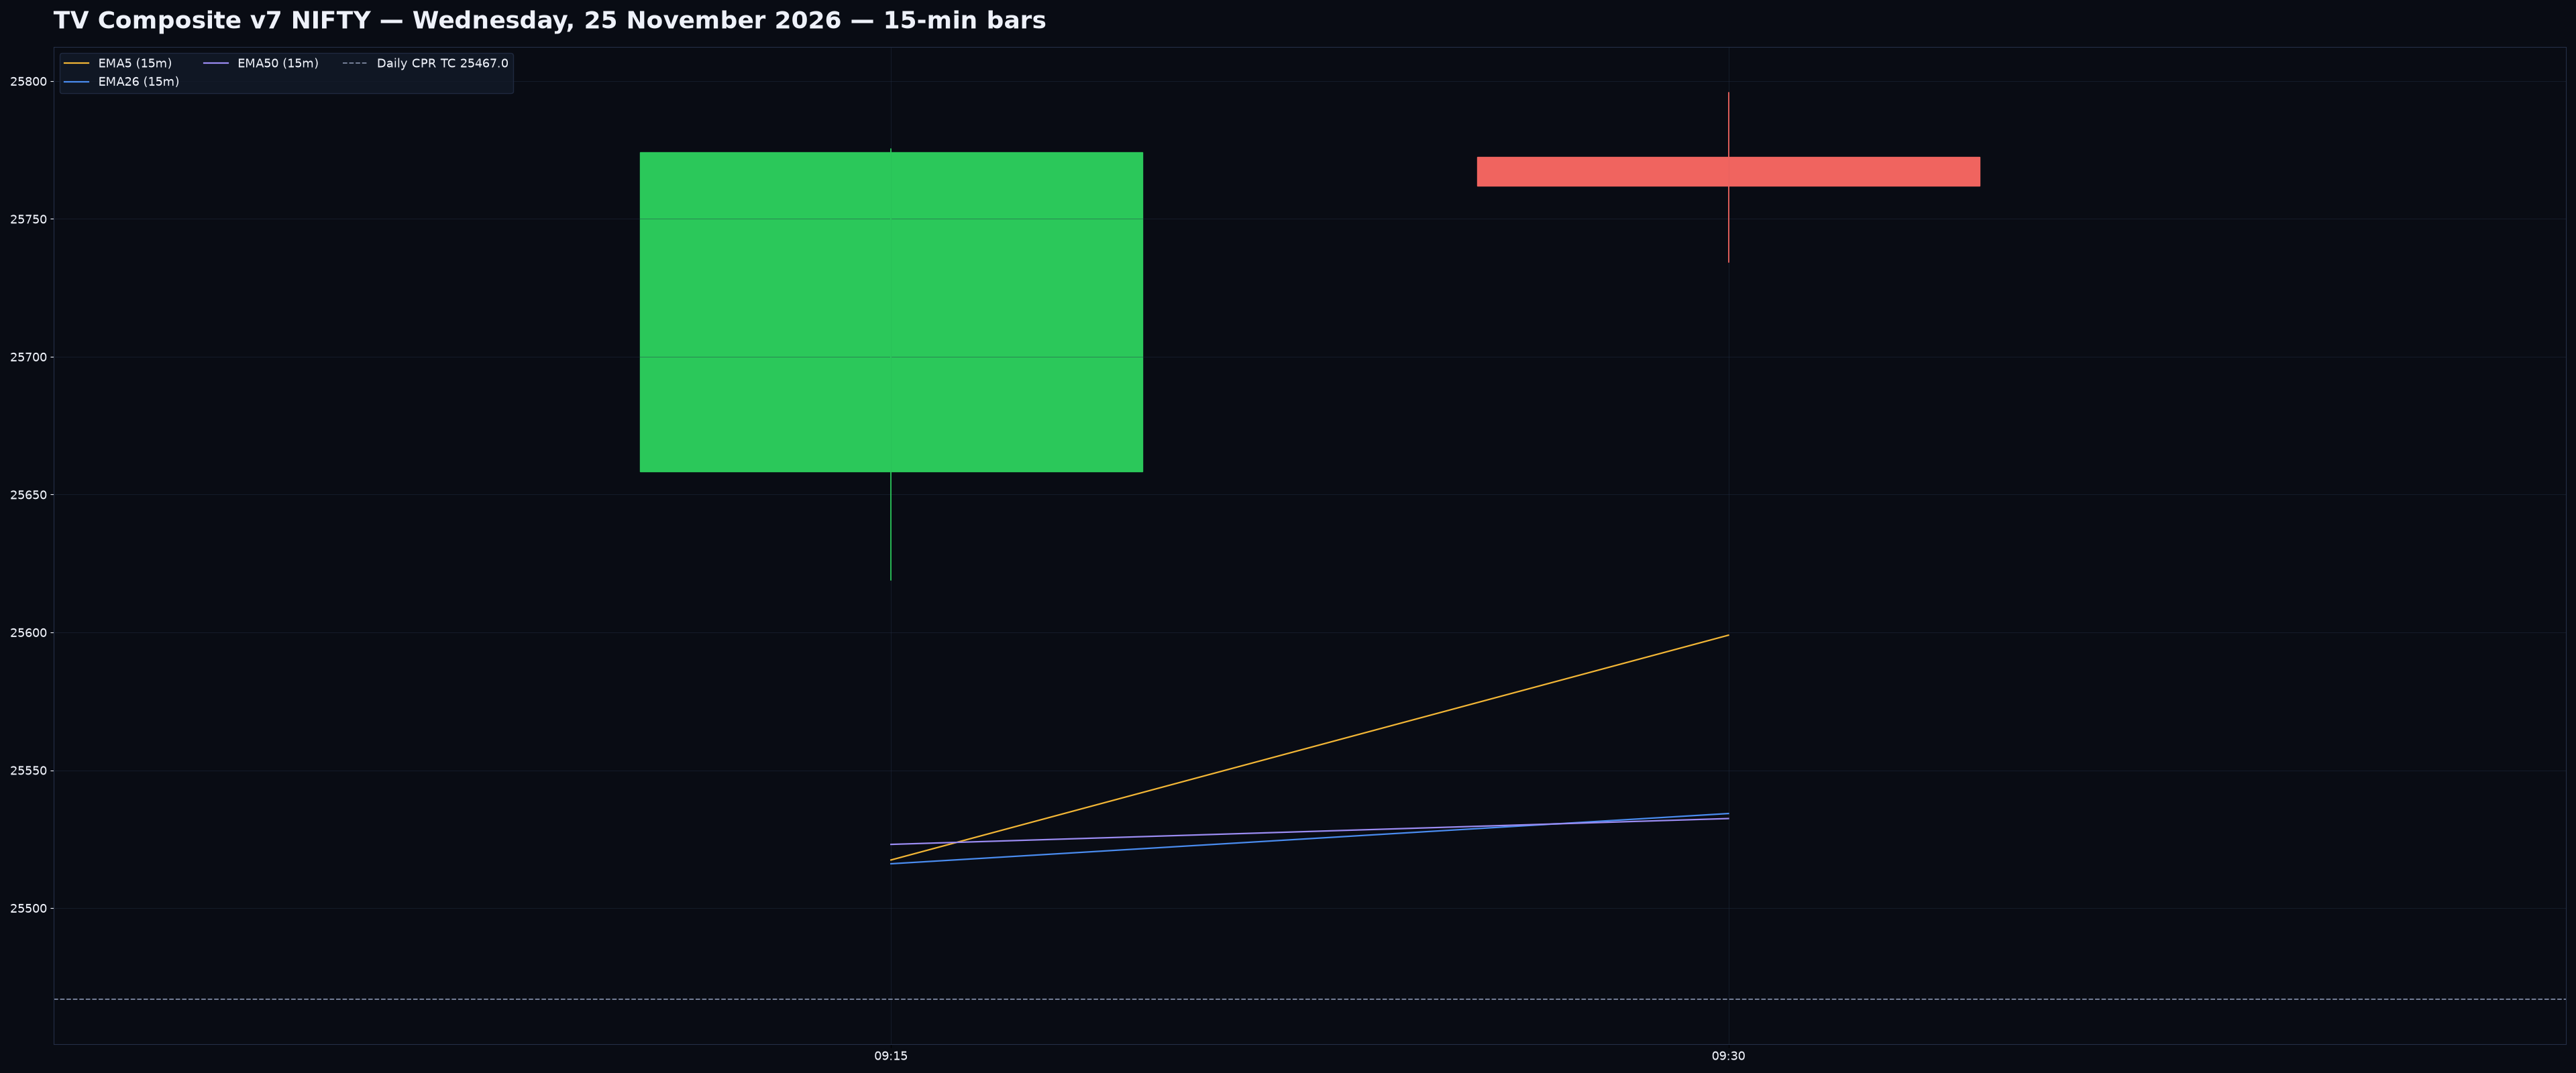 TV Composite v7 NIFTY — Wednesday, 25 November 2026 — 15-min bars
EMA5 (15m)
EMA26 (15m)
EMA50 (15m)
Daily CPR TC 25467.0
25800
25750
25700
25650
25600
25550
25500
09:15
09:30